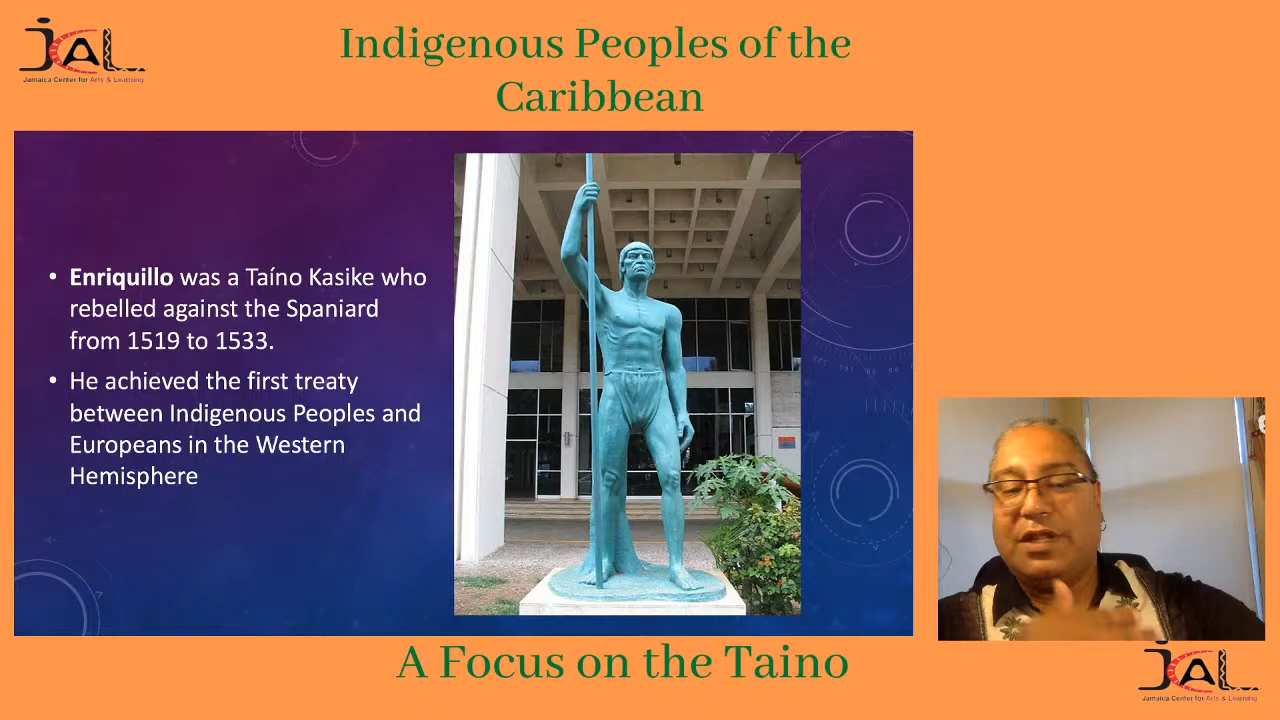 JCAL
Jamaica Center for Arts & Learning
Indigenous Peoples of the
Caribbean
• Enriquillo was a Taíno Kasike who
rebelled against the Spaniard
from 1519 to 1533.
• He achieved the first treaty
between Indigenous Peoples and
Europeans in the Western
Hemisphere
A Focus on the Taino
JCAL
Jamaica Center for Arts & Learning